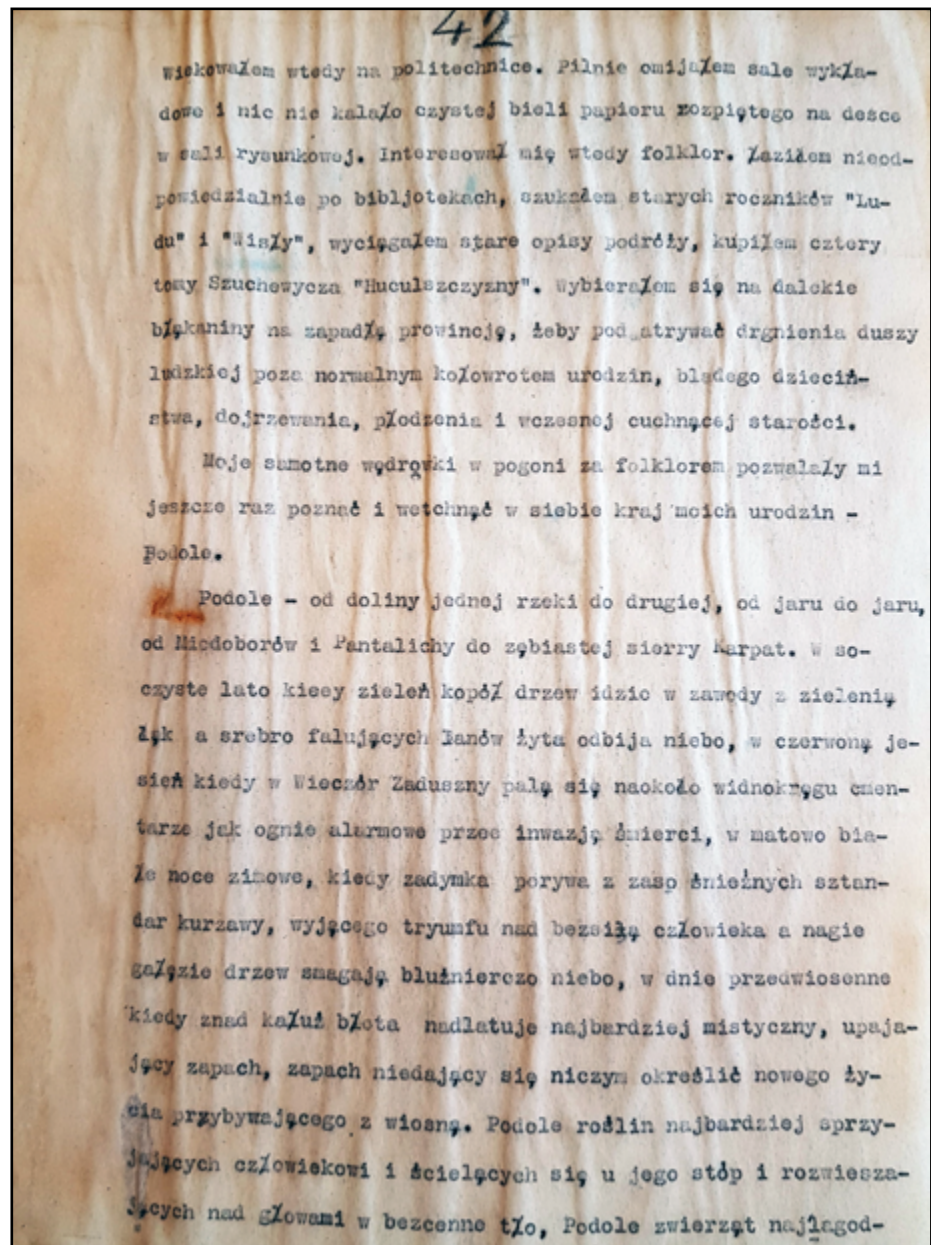 42
wiekowałem wtedy na politechnice. Pilnie omijałem sale wykła-
dowe i nic nie kalało czystej bieli papieru rozpiętego na desce
w sali rysunkowej. Interesował mię wtedy folklor. Łaziłem nieod-
powiedzialnie po bibljotekach, szukałem starych roczników "Lu-
du" i "Wisły", wyciągałem stare opisy podróży, kupiłem cztery
tomy Szuchewycza "Huculszczyzny". Wybierałem się na dalekie
błąkaniny na zapadłą prowincję, żeby pod atrywać drgnienia duszy
ludzkiej poza normalnym kołowrotem urodzin, bladego dzieciń-
stwa, dojrzewania, płodzenia i wczesnej cuchnącej starości.
Moje samotne wędrówki w pogoni za folklorem pozwalały mi
jeszcze raz poznać i wetchnąć w siebie kraj moich urodzin -
Podole.
Podole - od doliny jednej rzeki do drugiej, od jaru do jaru,
od Miodoborów i Pantalichy do zębiastej sierry Karpat. W so-
czyste lato kiecy zieleń kopół drzew idzie w zawody z zielenią
łąk a srebro falujących łanów żyta odbija niebo, w czerwoną je-
sień kiedy w Wieczór Zaduszny palą się naokoło widnokręgu cmen-
tarze jak ognie alarmowe przec inwazją śmierci, w matowo bia-
łe noce zimowe, kiedy zadymka porywa z zasp śnieżnych sztan-
dar kurzawy, wyjącego tryumfu nad bezsiłą człowieka a nagie
gałęzie drzew smagają bluźnierczo niebo, w dnie przedwiosenne
kiedy znad kałuż błota nadlatuje najbardziej mistyczny, upaja-
jący zapach, zapach niedający się niczym określić nowego ży-
cia przybywającego z wiosną. Podole roślin najbardziej sprzy-
jających człowiekowi i ścielących się u jego stóp i rozwiesza-
jących nad głowami w bezcenne tło, Podole zwierząt najłagod-